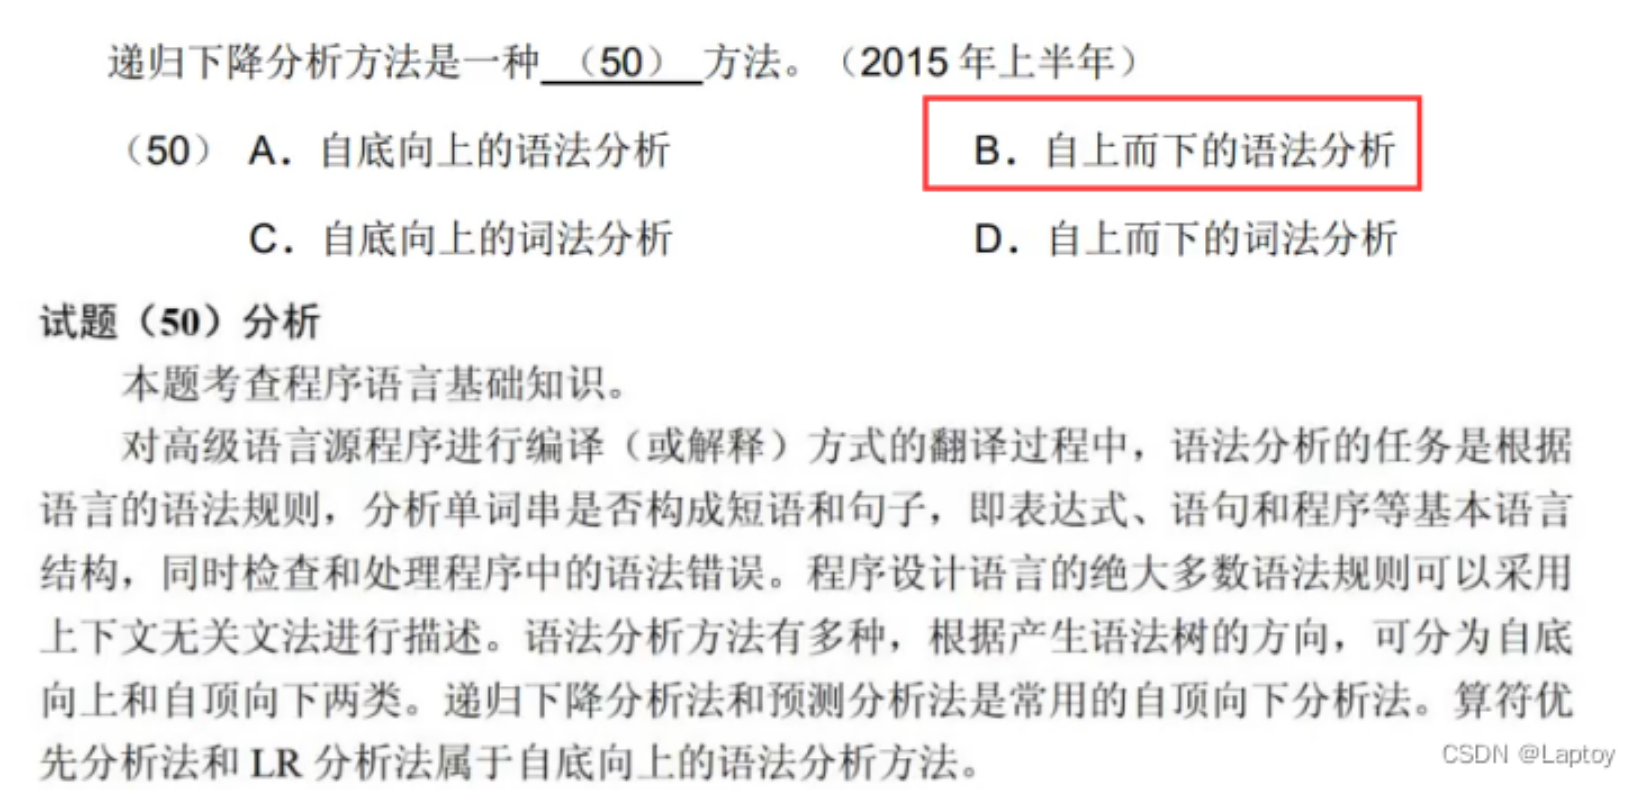 递归下降分析方法是一种（50）方法。（2015 年上半年）
（50）A．自底向上的语法分析 B．自上而下的语法分析
C．自底向上的词法分析 D．自上而下的词法分析
试题（50）分析
本题考查程序语言基础知识。
对高级语言源程序进行编译（或解释）方式的翻译过程中，语法分析的任务是根据
语言的语法规则，分析单词串是否构成短语和句子，即表达式、语句和程序等基本语言
结构，同时检查和处理程序中的语法错误。程序设计语言的绝大多数语法规则可以采用
上下文无关文法进行描述。语法分析方法有多种，根据产生语法树的方向，可分为自底
向上和自顶向下两类。递归下降分析法和预测分析法是常用的自顶向下分析法。算符优
先分析法和 LR 分析法属于自底向上的语法分析方法。
CSDN @Laptoy